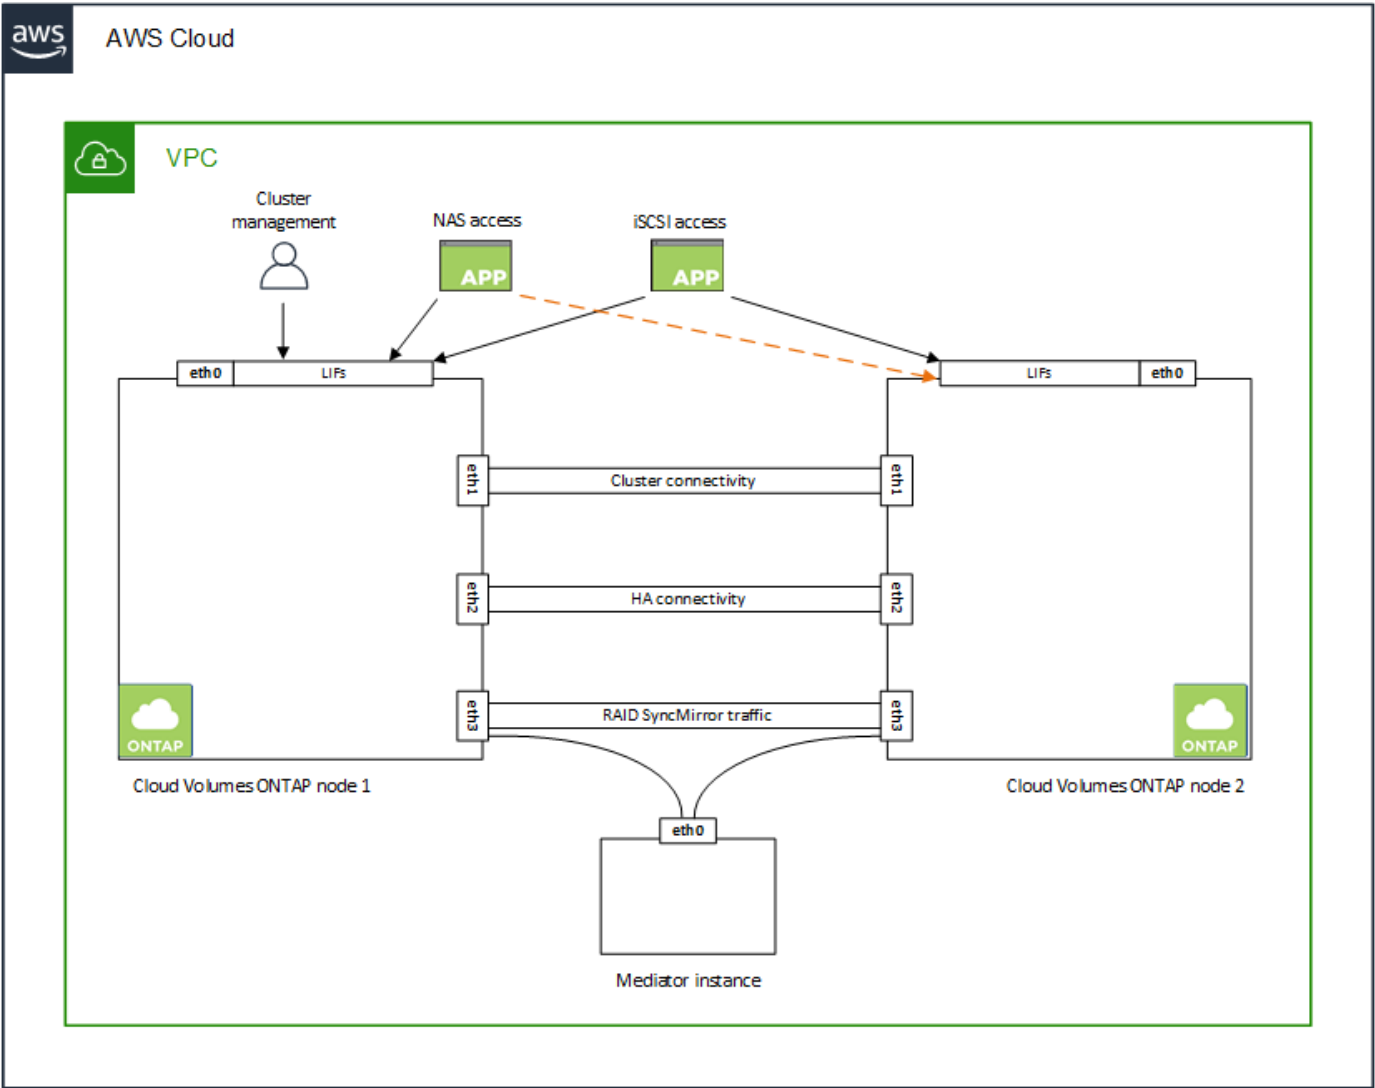 aws
AWS Cloud
VPC
Cluster
management
NAS access
iSCSI access
APP
APP
eth0
LIFs
LIFs
eth0
eth1
Cluster connectivity
eth1
eth2
HA connectivity
eth2
eth3
RAID SyncMirror traffic
eth3
ONTAP
ONTAP
Cloud Volumes ONTAP node 1
Cloud Volumes ONTAP node 2
eth0
Mediator instance